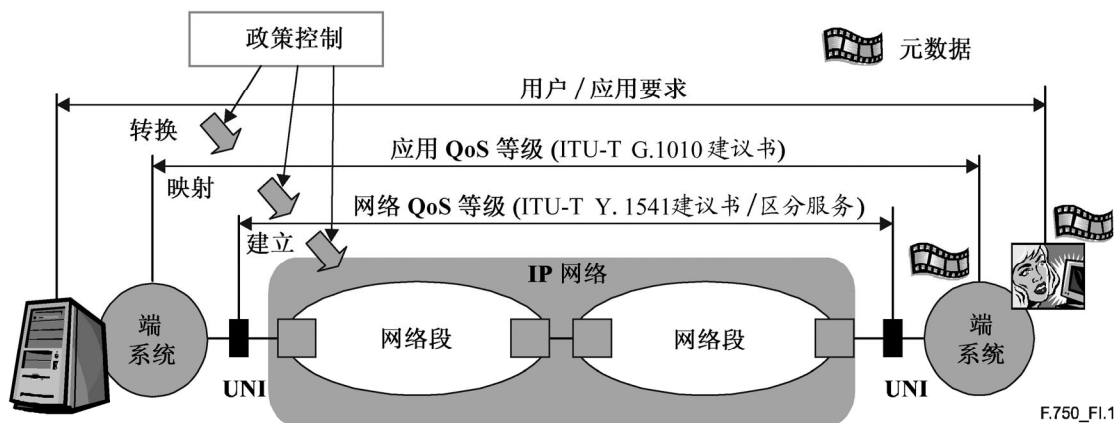 政策控制
元数据
用户/应用要求
转换
应用 QoS 等级 (ITU-T G.1010 建议书)
映射
网络 QoS 等级 (ITU-T Y. 1541建议书/区分服务)
建立
IP 网络
端
系统
网络段
网络段
端
系统
UNI
UNI
F.750_FI.1